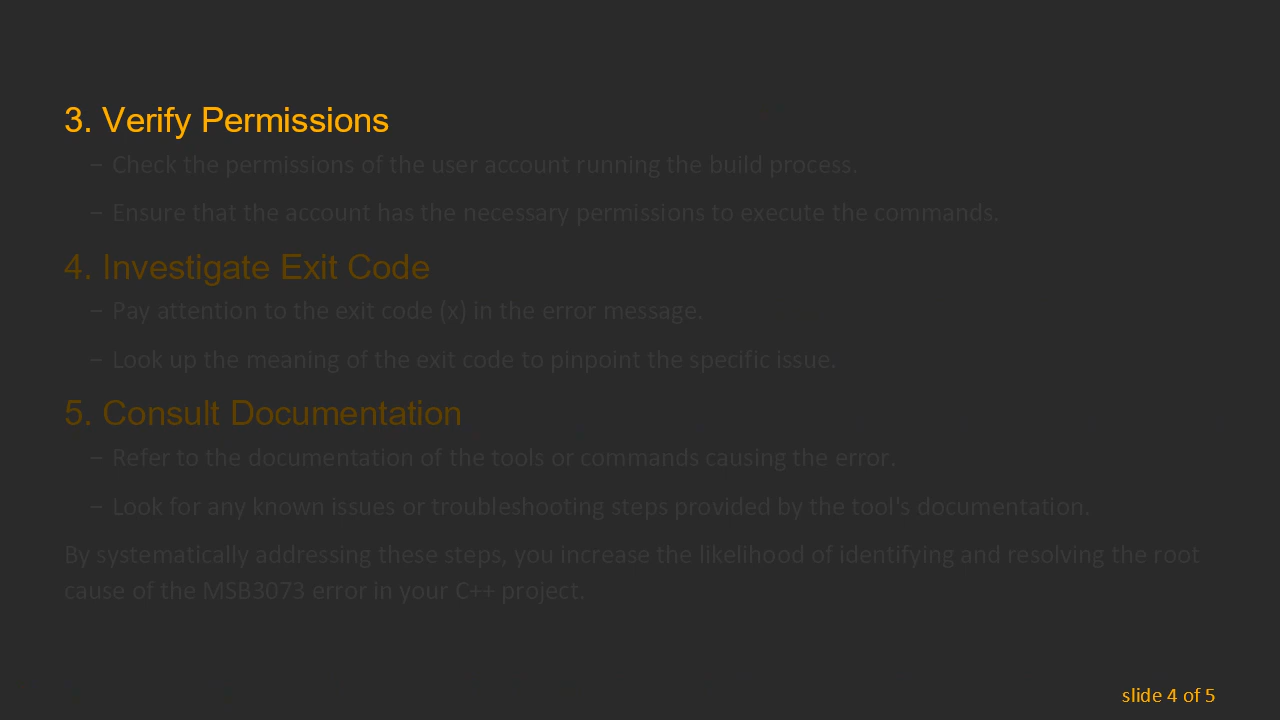 3. Verify Permissions
– Check the permissions of the user account running the build process.
– Ensure that the account has the necessary permissions to execute the commands.
4. Investigate Exit Code
– Pay attention to the exit code (x) in the error message.
– Look up the meaning of the exit code to pinpoint the specific issue.
5. Consult Documentation
– Refer to the documentation of the tools or commands causing the error.
– Look for any known issues or troubleshooting steps provided by the tool's documentation.
By systematically addressing these steps, you increase the likelihood of identifying and resolving the root
cause of the MSB3073 error in your C++ project.
slide 4 of 5